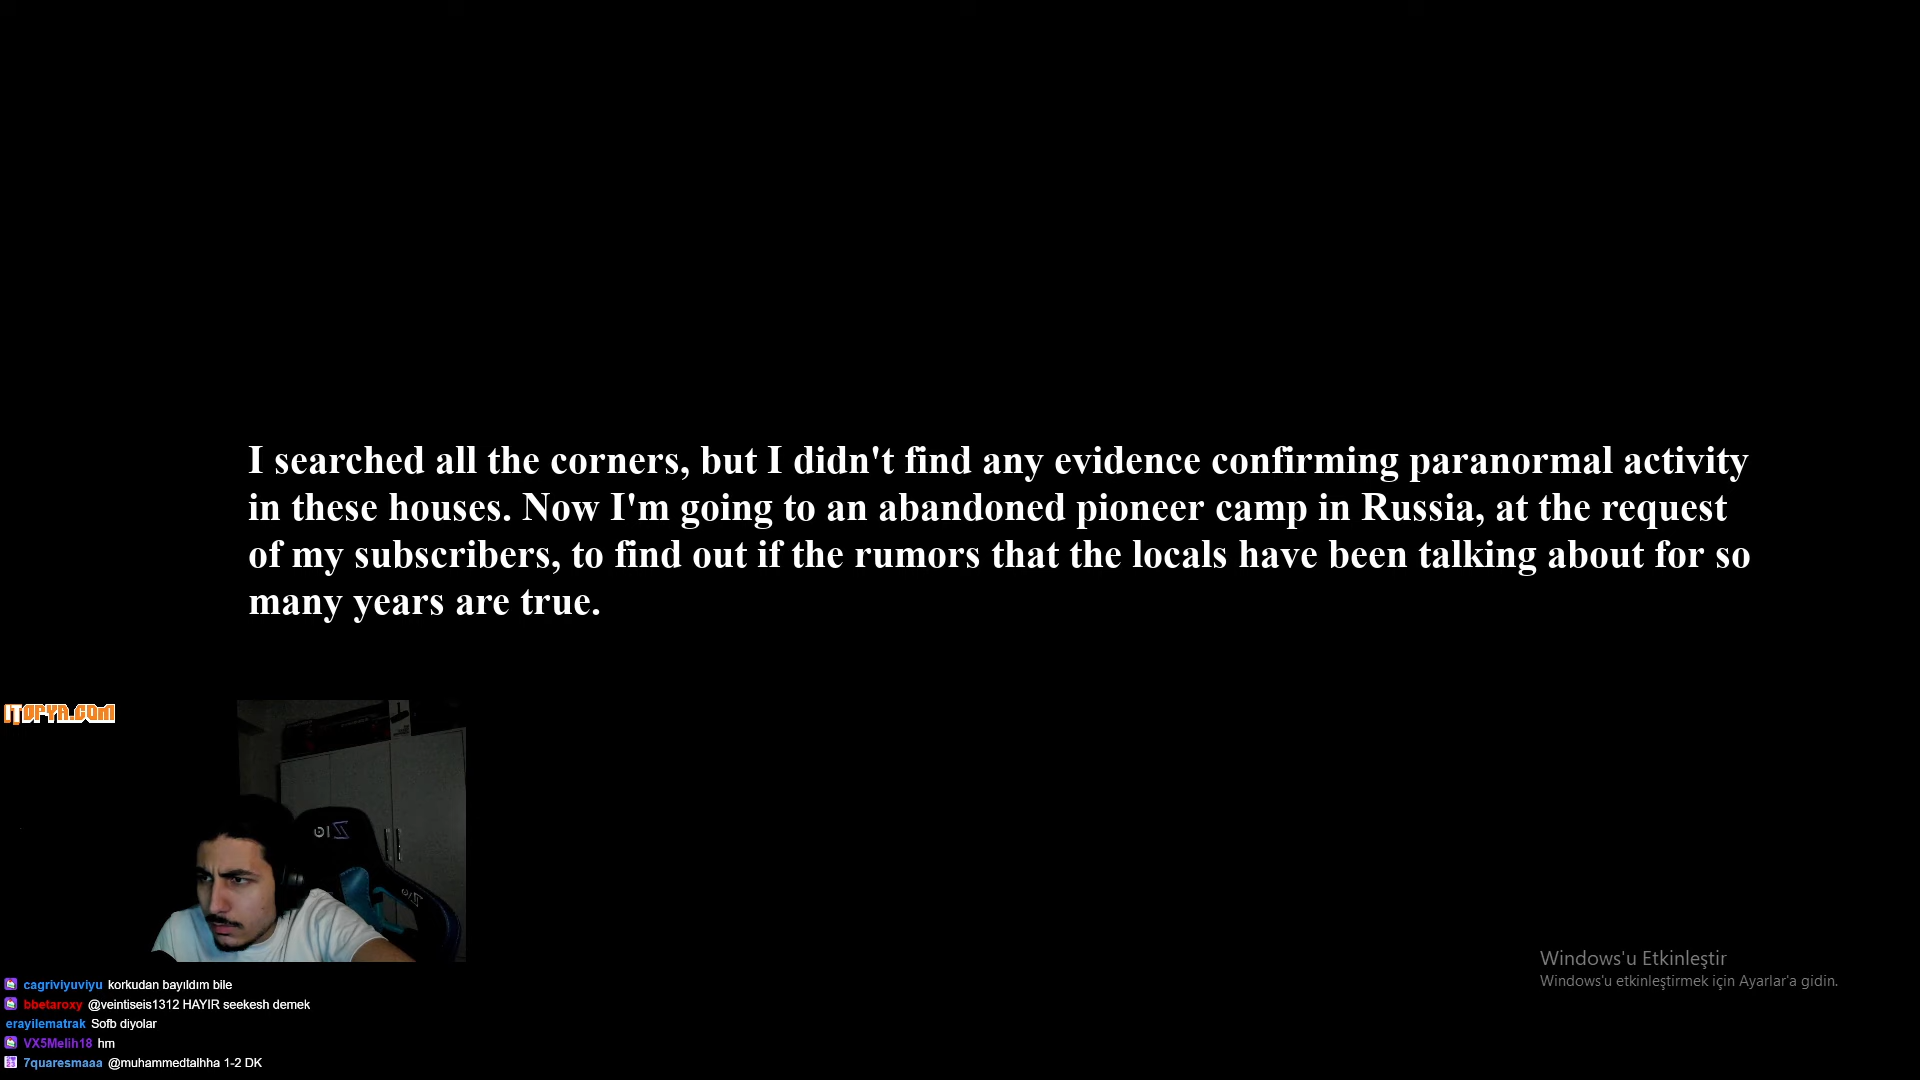 I searched all the corners, but I didn't find any evidence confirming paranormal activity
in these houses. Now I'm going to an abandoned pioneer camp in Russia, at the request
of my subscribers, to find out if the rumors that the locals have been talking about for so
many years are true.
ITOPYA.COM
Windows'u Etkinleştir
Windows'u etkinleştirmek için Ayarlar'a gidin.
cagriviyuviyu korkudan bayıldım bile
bbetaroxy @veintiseis1312 HAYIR seekesh demek
erayilematrak Sofb diyolar
VX5Melih18 hm
7quaresmaaa @muhammedtalhha 1-2 DK